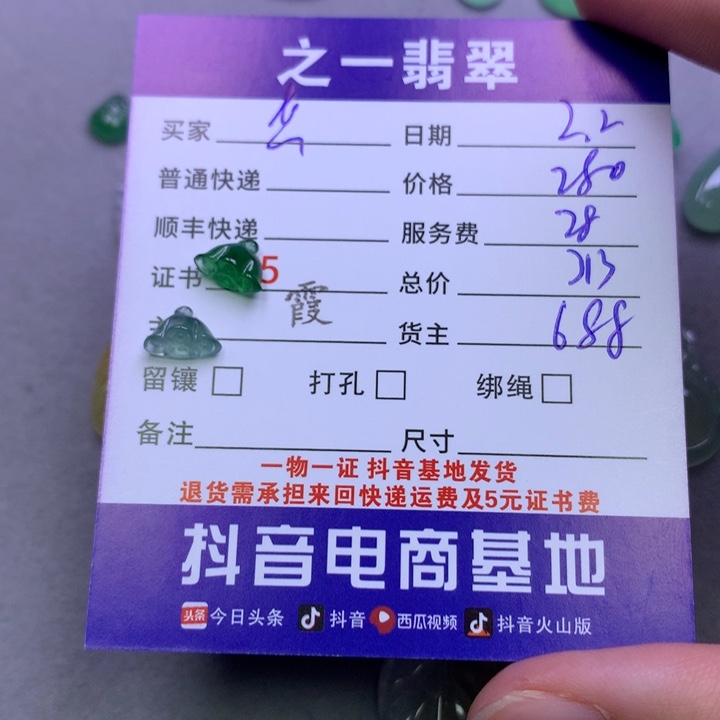 之一翡翠
买家 日期 2.2
普通快递 价格 280
顺丰快递 服务费 28
证书 5 总价 313
霞
货主 688
留镶 打孔 绑绳
备注 尺寸
一物一证 抖音基地发货
退货需承担来回快递运费及5元证书费
抖音电商基地
头条 今日头条 抖音 西瓜视频 抖音火山版